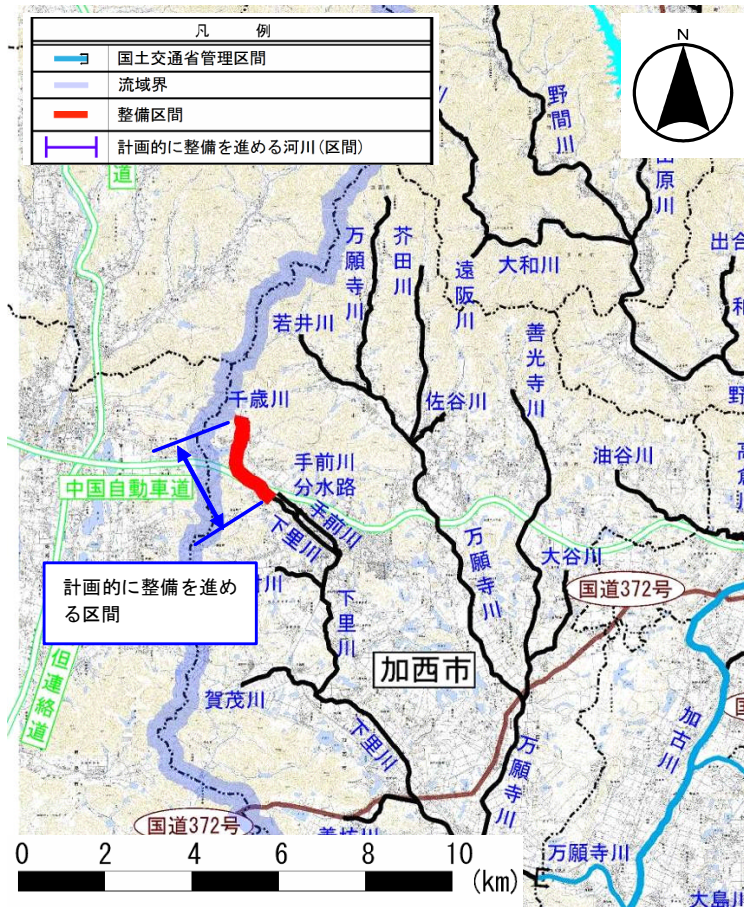 凡 例
国土交通省管理区間
流域界
整備区間
計画的に整備を進める河川(区間)
N
道
野間川
田原川
万願寺川
芥田川
遠阪川
大和川
出合
和
若井川
善光寺川
野
千歳川
佐谷川
手前川
分水路
油谷川
高
川
中国自動車道
手前川
下里川
万願寺川
大谷川
国道372号
計画的に整備を進め
る区間
川
下里川
加西市
賀茂川
但連絡道
加古川
国
下里川
万願寺川
国道372号
万願寺川
大島川
0 2 4 6 8 10
(km)